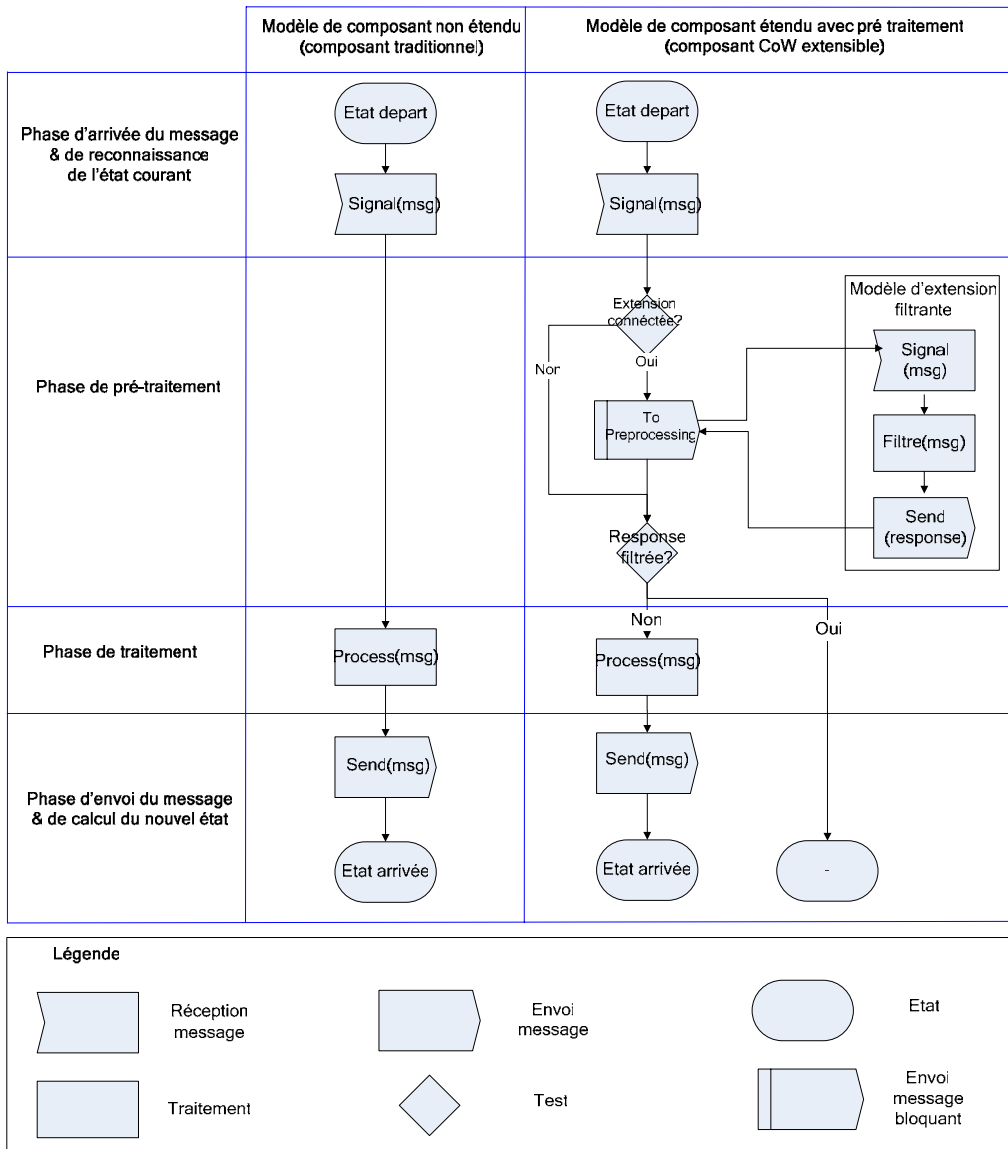 Modèle de composant non étendu
(composant traditionnel)
Modèle de composant étendu avec pré traitement
(composant CoW extensible)
Phase d'arrivée du message
& de reconnaissance
de l'état courant
Etat depart
Signal(msg)
Etat depart
Signal(msg)
Phase de pré-traitement
Extension
connéctée?
Non
Oui
To
Preprocessing
Response
filtrée?
Modèle d'extension
filtrante
Signal
(msg)
Filtre(msg)
Send
(response)
Phase de traitement
Process(msg)
Non
Process(msg)
Oui
Phase d'envoi du message
& de calcul du nouvel état
Send(msg)
Etat arrivée
Send(msg)
Etat arrivée
-
Légende
Réception
message
Envoi
message
Etat
Traitement
Test
Envoi
message
bloquant